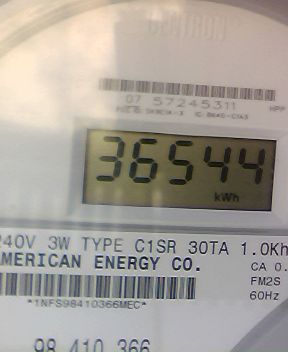 CENTRON
07 57245311
36544
kWh
240V 3W TYPE C1SR 30TA 1.0Kh
AMERICAN ENERGY CO.
CA 0.
FM2S
60Hz
*1NFS98410366MEC*
98 410 366